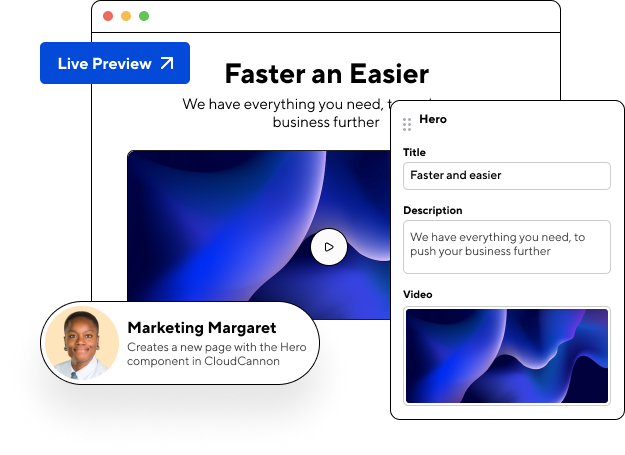 Live Preview
Faster an Easier
We have everything you need,
business further
Hero
Title
Faster and easier
Description
We have everything you need, to
push your business further
Video
Marketing Margaret
Creates a new page with the Hero
component in CloudCannon